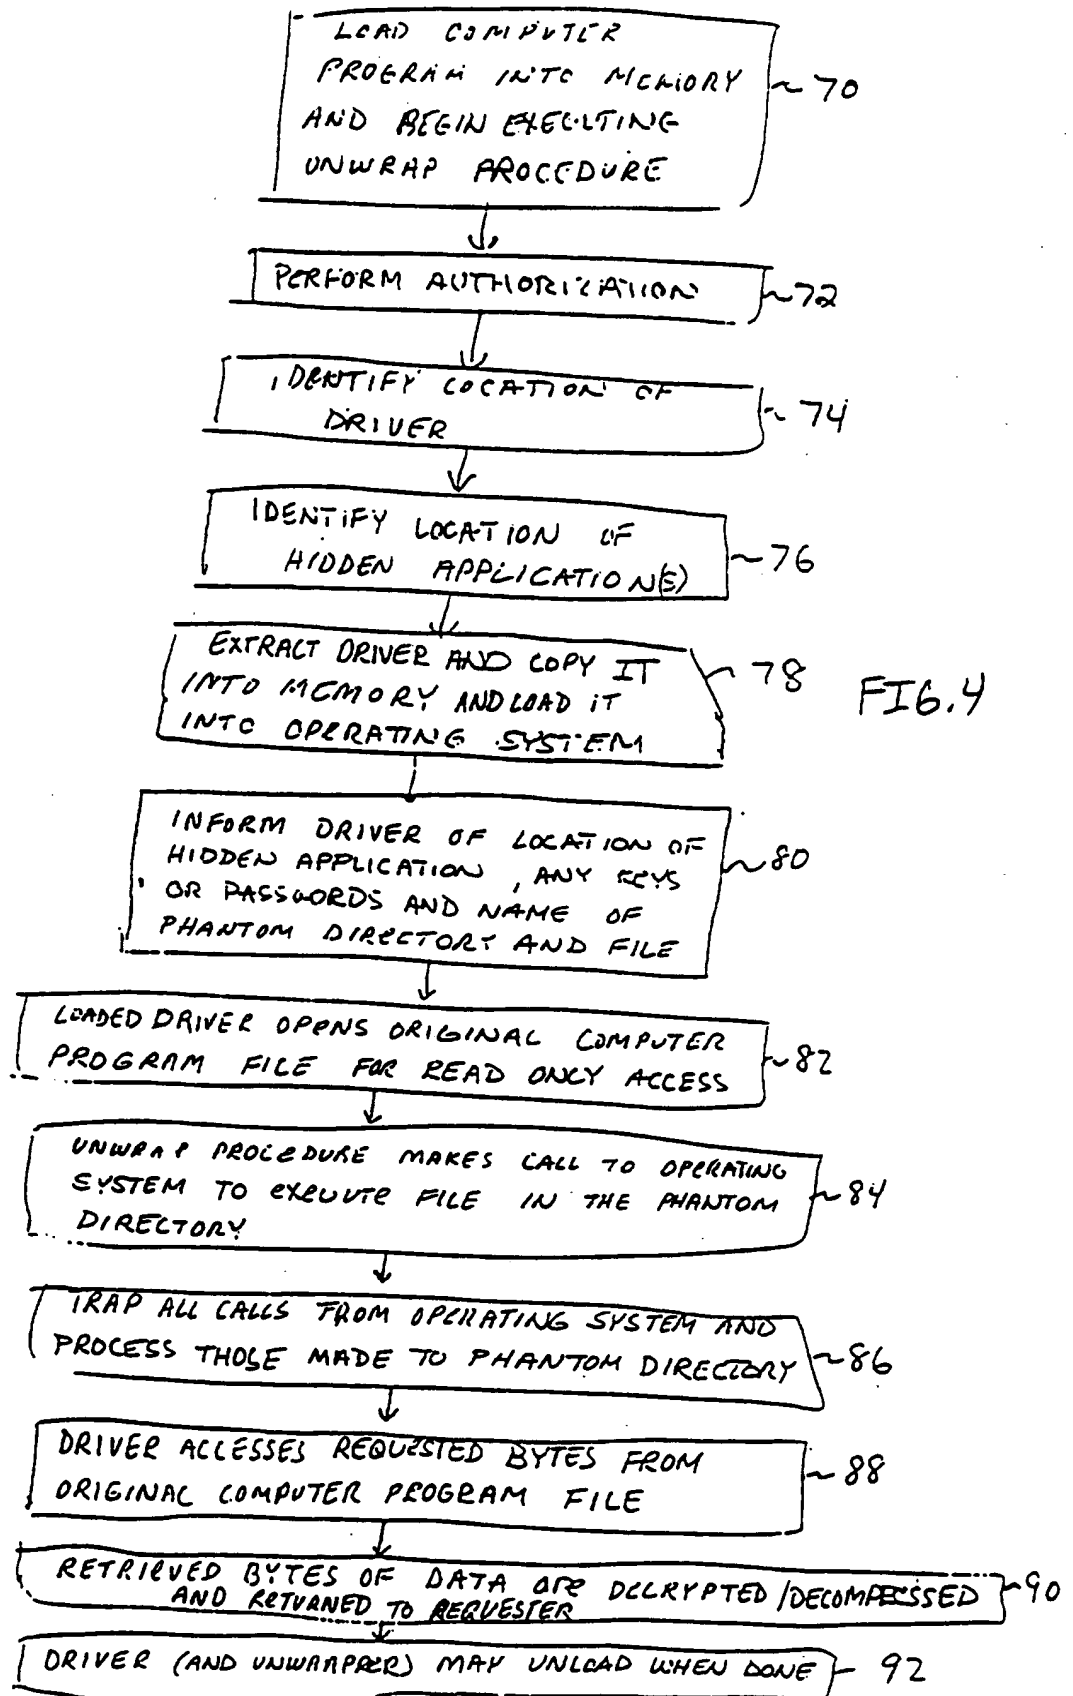 LOAD COMPUTER
PROGRAM INTO MEMORY
AND BEGIN EXECUTING
UNWRAP PROCEDURE
70
PERFORM AUTHORIZATION
72
IDENTIFY LOCATION OF
DRIVER
74
IDENTIFY LOCATION OF
HIDDEN APPLICATION(S)
76
EXTRACT DRIVER AND COPY IT
INTO MEMORY AND LOAD IT
INTO OPERATING SYSTEM
78
FIG. 4
INFORM DRIVER OF LOCATION OF
HIDDEN APPLICATION, ANY KEYS
OR PASSWORDS AND NAME OF
PHANTOM DIRECTORY AND FILE
80
LOADED DRIVER OPENS ORIGINAL COMPUTER
PROGRAM FILE FOR READ ONLY ACCESS
82
UNWRAP PROCEDURE MAKES CALL TO OPERATING
SYSTEM TO EXECUTE FILE IN THE PHANTOM
DIRECTORY
84
TRAP ALL CALLS FROM OPERATING SYSTEM AND
PROCESS THOSE MADE TO PHANTOM DIRECTORY
86
DRIVER ACCESSES REQUESTED BYTES FROM
ORIGINAL COMPUTER PROGRAM FILE
88
RETRIEVED BYTES OF DATA ARE DECRYPTED/DECOMPRESSED
AND RETURNED TO REQUESTER
90
DRIVER (AND UNWRAPPER) MAY UNLOAD WHEN DONE
92